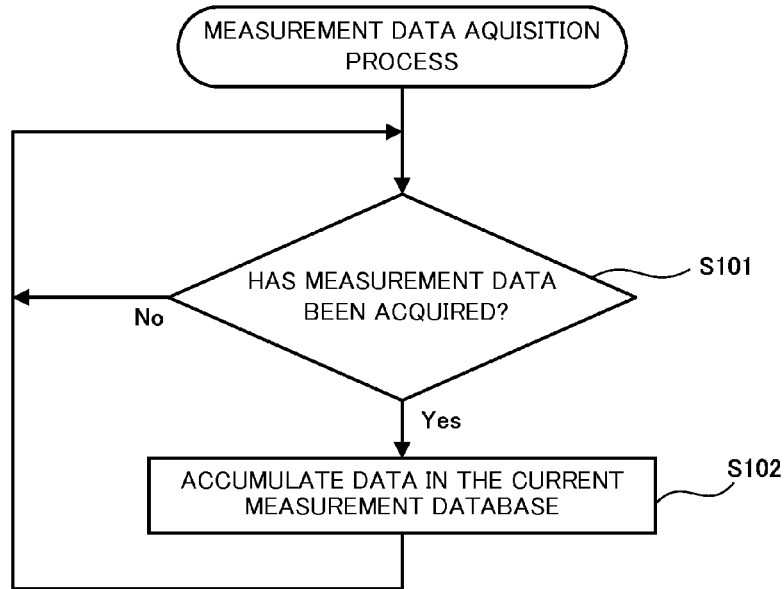 MEASUREMENT DATA AQUISITION
PROCESS
HAS MEASUREMENT DATA
BEEN ACQUIRED?
S101
No
Yes
ACCUMULATE DATA IN THE CURRENT
MEASUREMENT DATABASE
S102